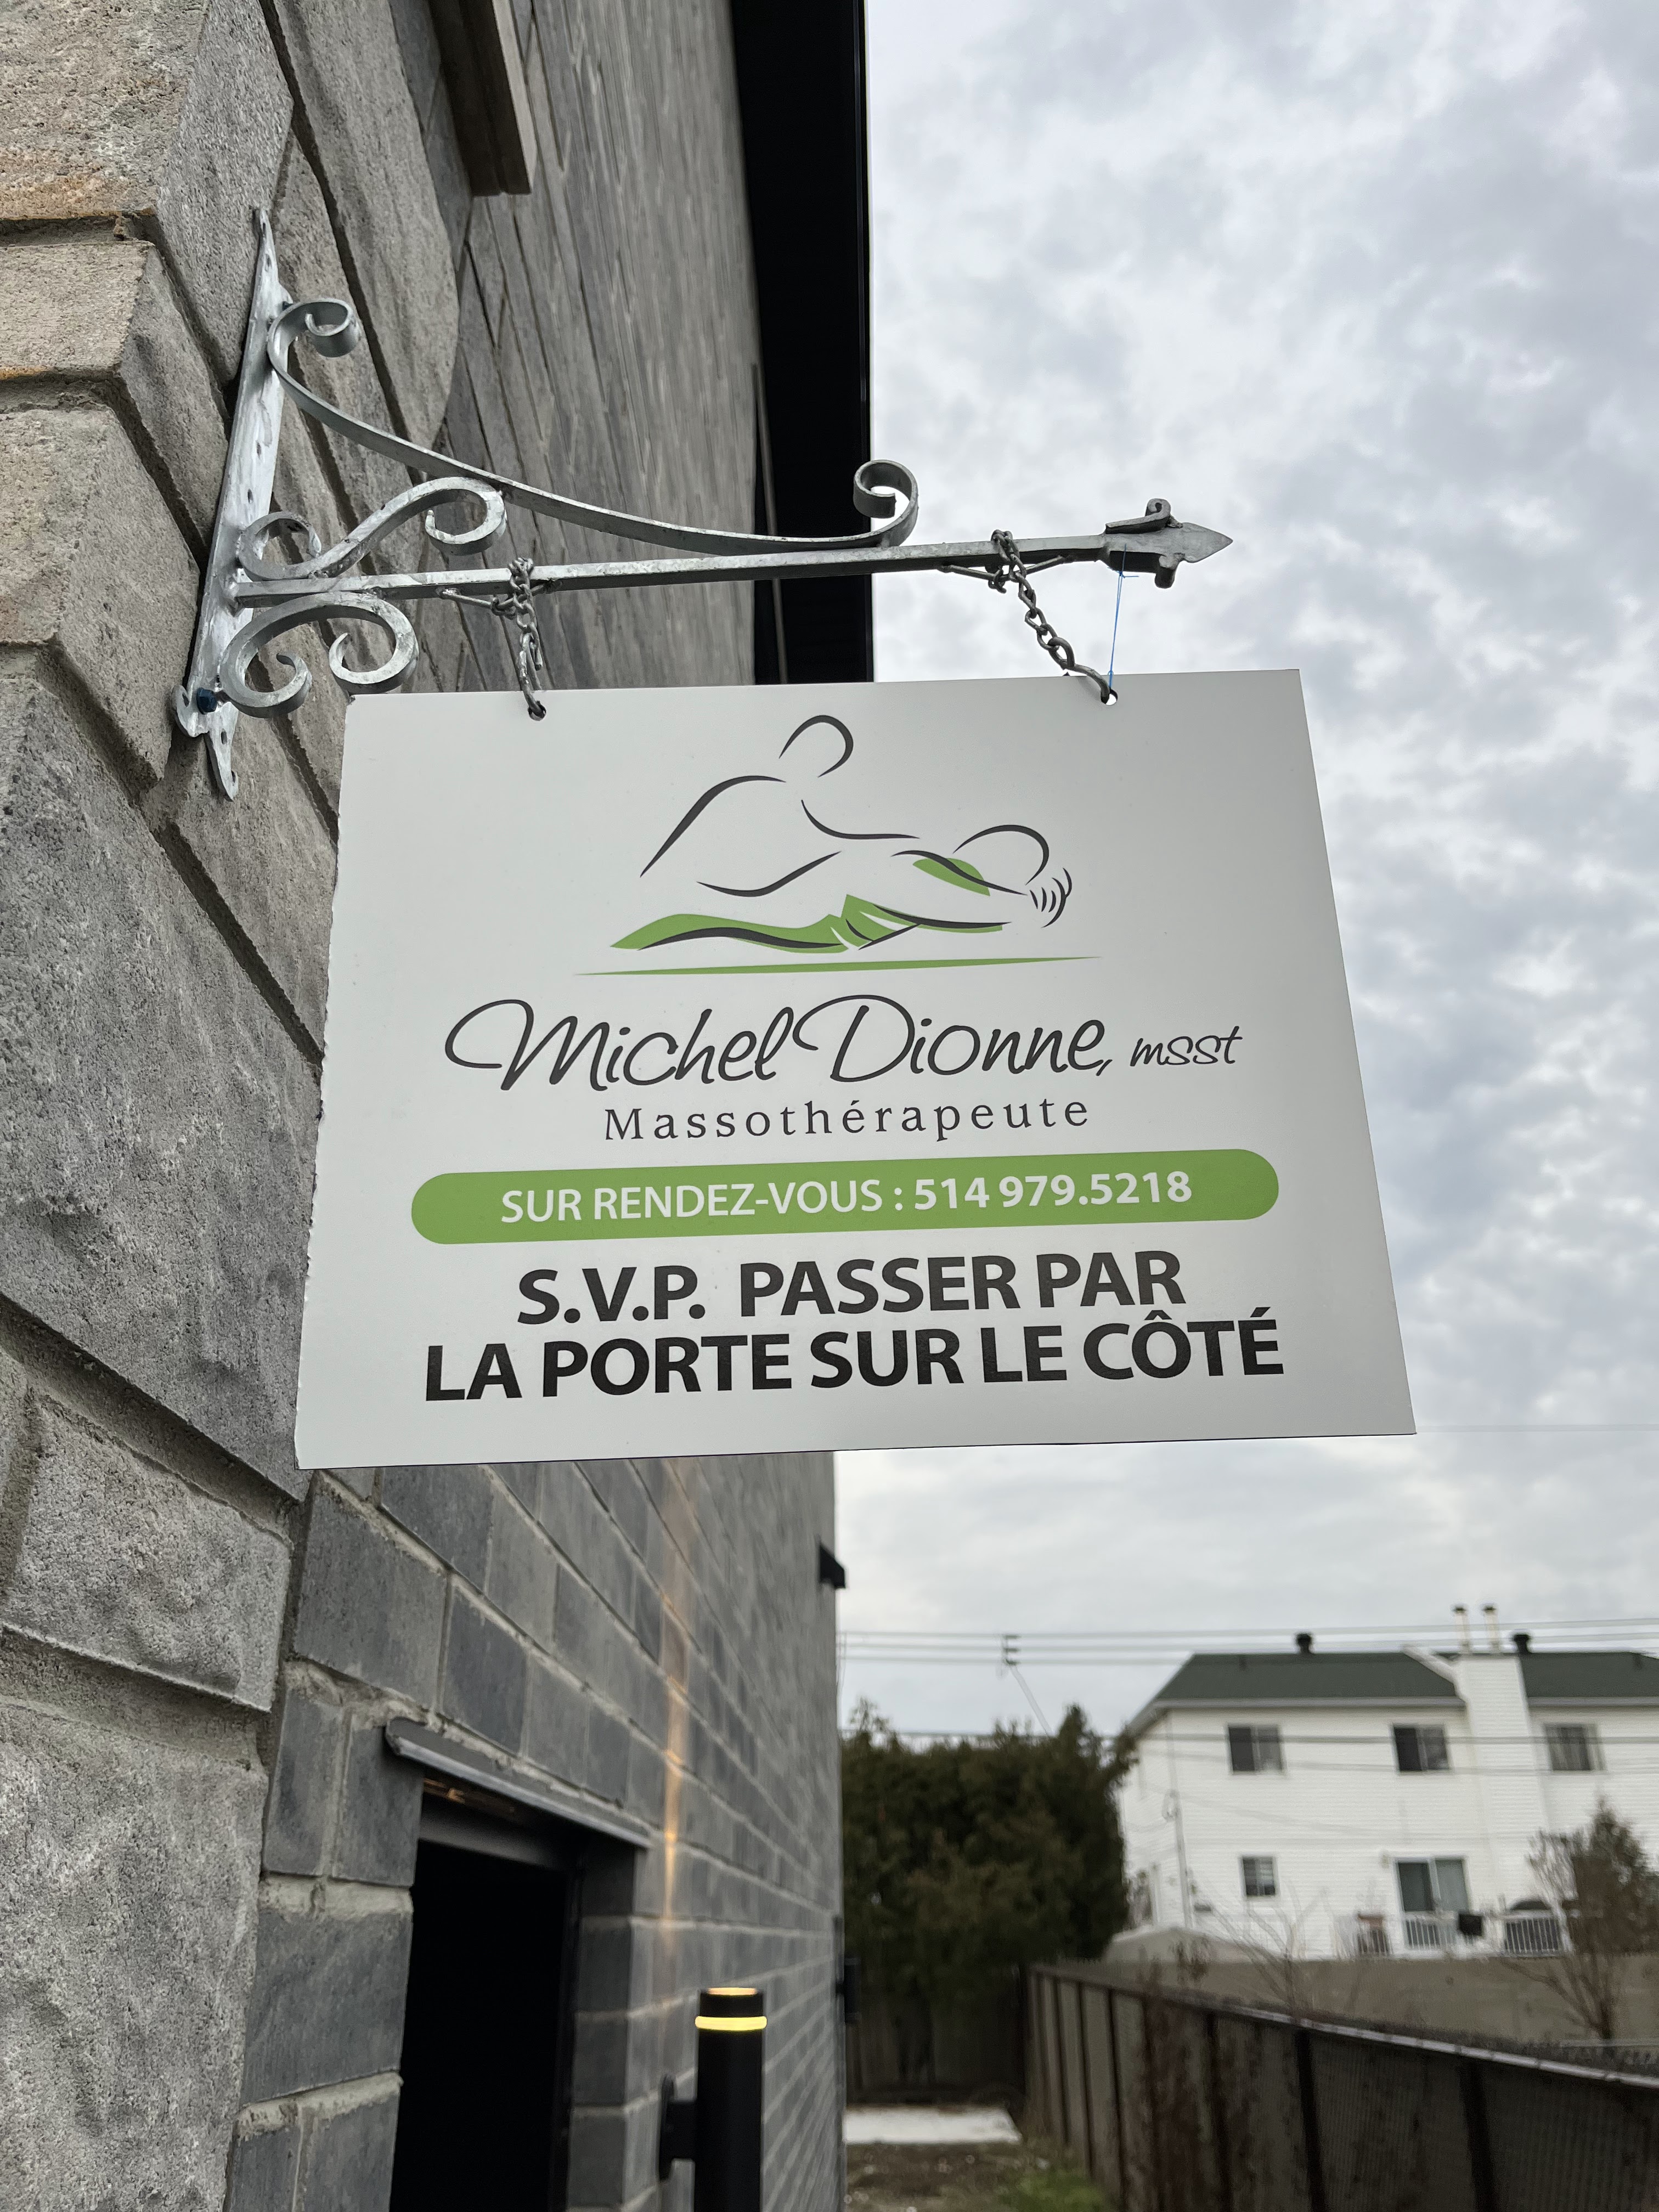 Michel Dionne, msst
Massothérapeute
SUR RENDEZ-VOUS : 514 979.5218
S.V.P. PASSER PAR
LA PORTE SUR LE CÔTÉ